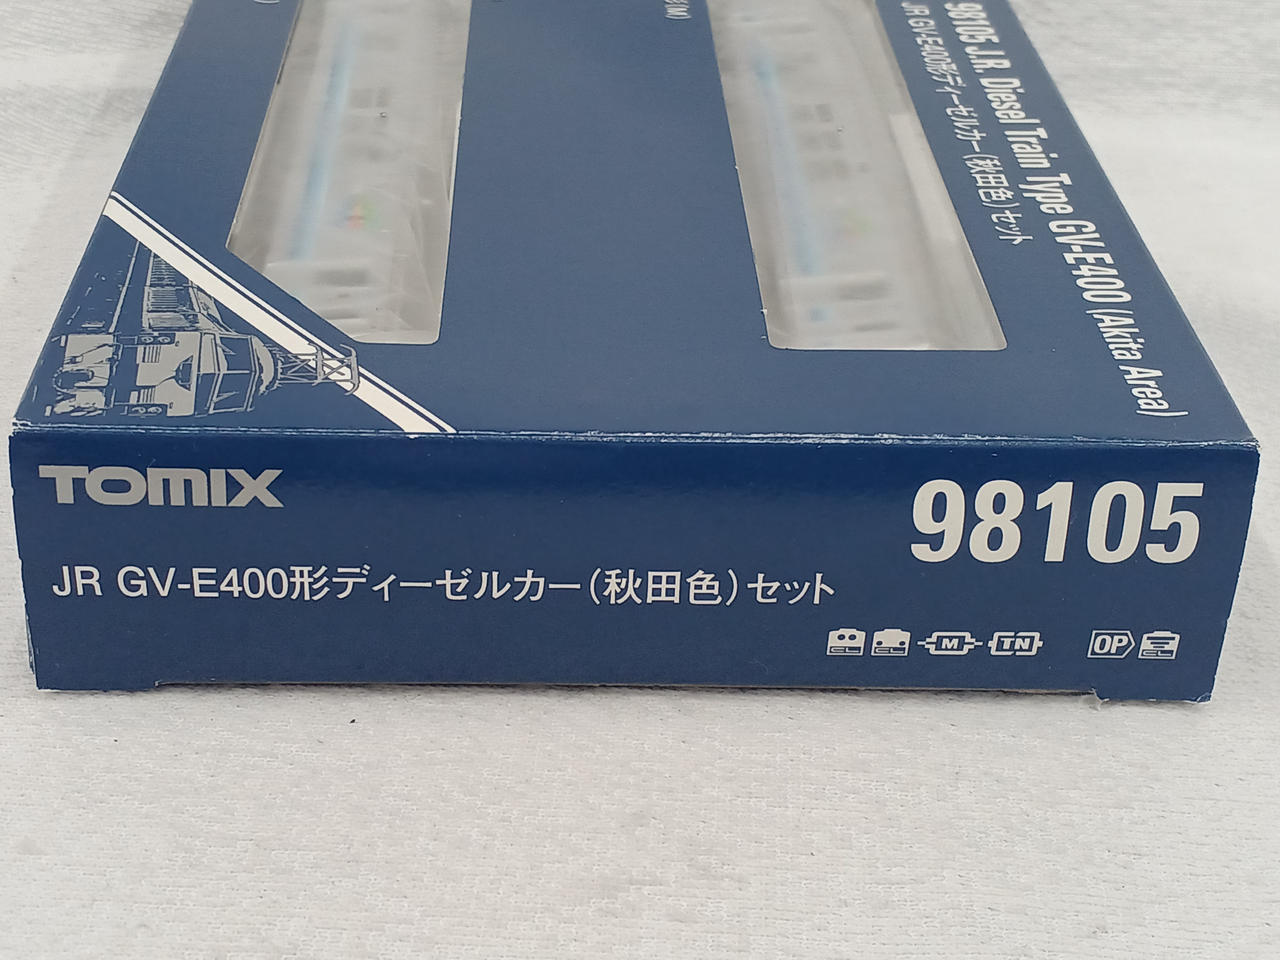 98105 J.R. Diesel Train Type GV-E400 (Akita Area)
JR GV-E400形ディーゼルカー(秋田色)セット
(M)
TOMIX
98105
JR GV-E400形ディーゼルカー(秋田色)セット
CL CL M TN OP CL